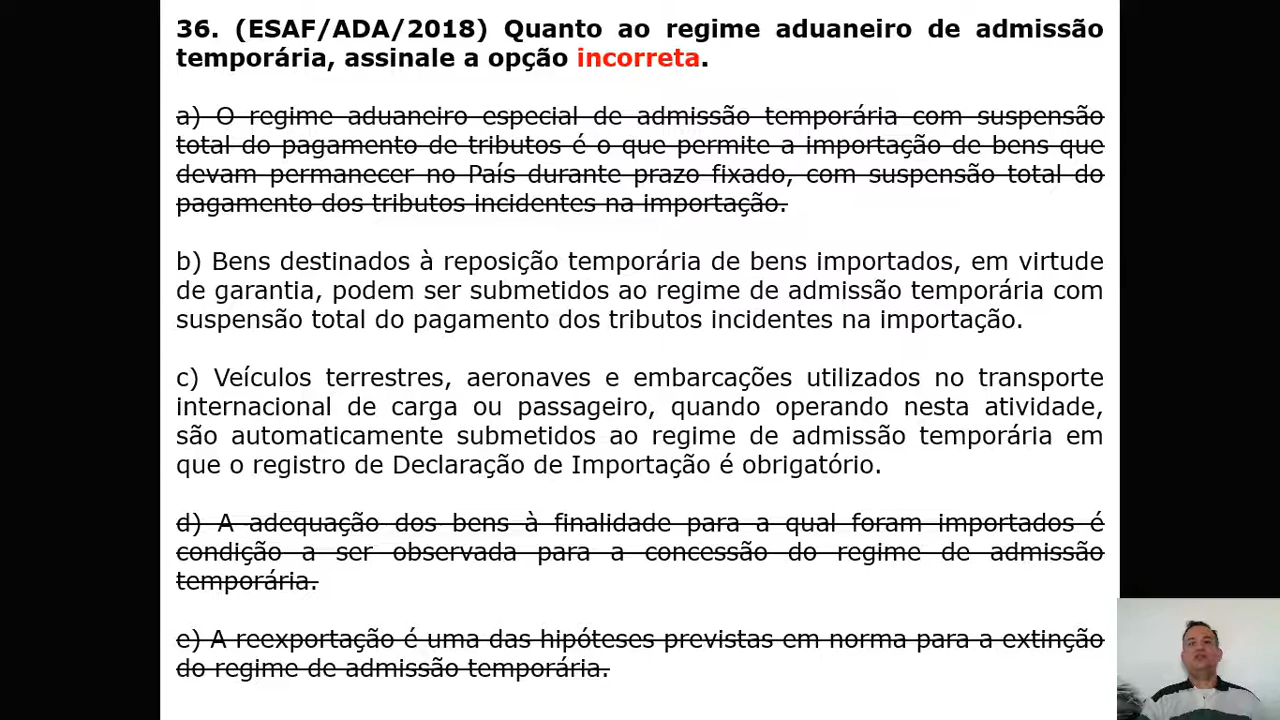 36. (ESAF/ADA/2018) Quanto ao regime aduaneiro de admissão
temporária, assinale a opção incorreta.
a) O regime aduaneiro especial de admissão temporária com suspensão
total do pagamento de tributos é o que permite a importação de bens que
devam permanecer no País durante prazo fixado, com suspensão total do
pagamento dos tributos incidentes na importação.
b) Bens destinados à reposição temporária de bens importados, em virtude
de garantia, podem ser submetidos ao regime de admissão temporária com
suspensão total do pagamento dos tributos incidentes na importação.
c) Veículos terrestres, aeronaves e embarcações utilizados no transporte
internacional de carga ou passageiro, quando operando nesta atividade,
são automaticamente submetidos ao regime de admissão temporária em
que o registro de Declaração de Importação é obrigatório.
d) A adequação dos bens à finalidade para a qual foram importados é
condição a ser observada para a concessão do regime de admissão
temporária.
e) A reexportação é uma das hipóteses previstas em norma para a extinção
do regime de admissão temporária.